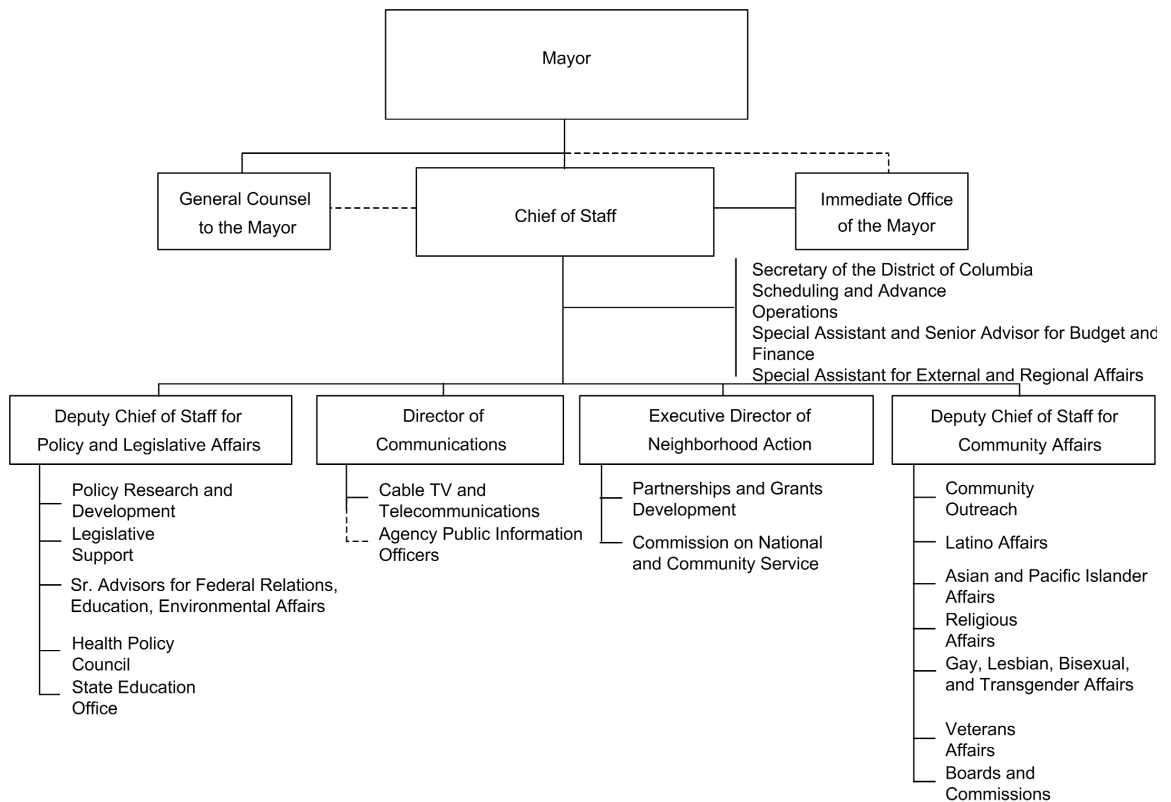 Mayor
General Counsel
to the Mayor
Chief of Staff
Immediate Office
of the Mayor
Secretary of the District of Columbia
Scheduling and Advance
Operations
Special Assistant and Senior Advisor for Budget and
Finance
Special Assistant for External and Regional Affairs
Deputy Chief of Staff for
Policy and Legislative Affairs
Policy Research and
Development
Legislative
Support
Sr. Advisors for Federal Relations,
Education, Environmental Affairs
Health Policy
Council
State Education
Office
Director of
Communications
Cable TV and
Telecommunications
Agency Public Information
Officers
Executive Director of
Neighborhood Action
Partnerships and Grants
Development
Commission on National
and Community Service
Deputy Chief of Staff for
Community Affairs
Community
Outreach
Latino Affairs
Asian and Pacific Islander
Affairs
Religious
Affairs
Gay, Lesbian, Bisexual,
and Transgender Affairs
Veterans
Affairs
Boards and
Commissions